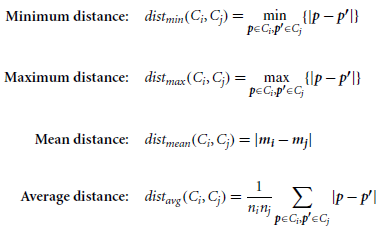 Minimum distance: dist_min(C_i, C_j) = min_{p∈C_i, p'∈C_j} {|p − p'|}
Maximum distance: dist_max(C_i, C_j) = max_{p∈C_i, p'∈C_j} {|p − p'|}
Mean distance: dist_mean(C_i, C_j) = |m_i − m_j|
Average distance: dist_avg(C_i, C_j) = \frac{1}{n_i n_j} ∑_{p∈C_i, p'∈C_j} |p − p'|